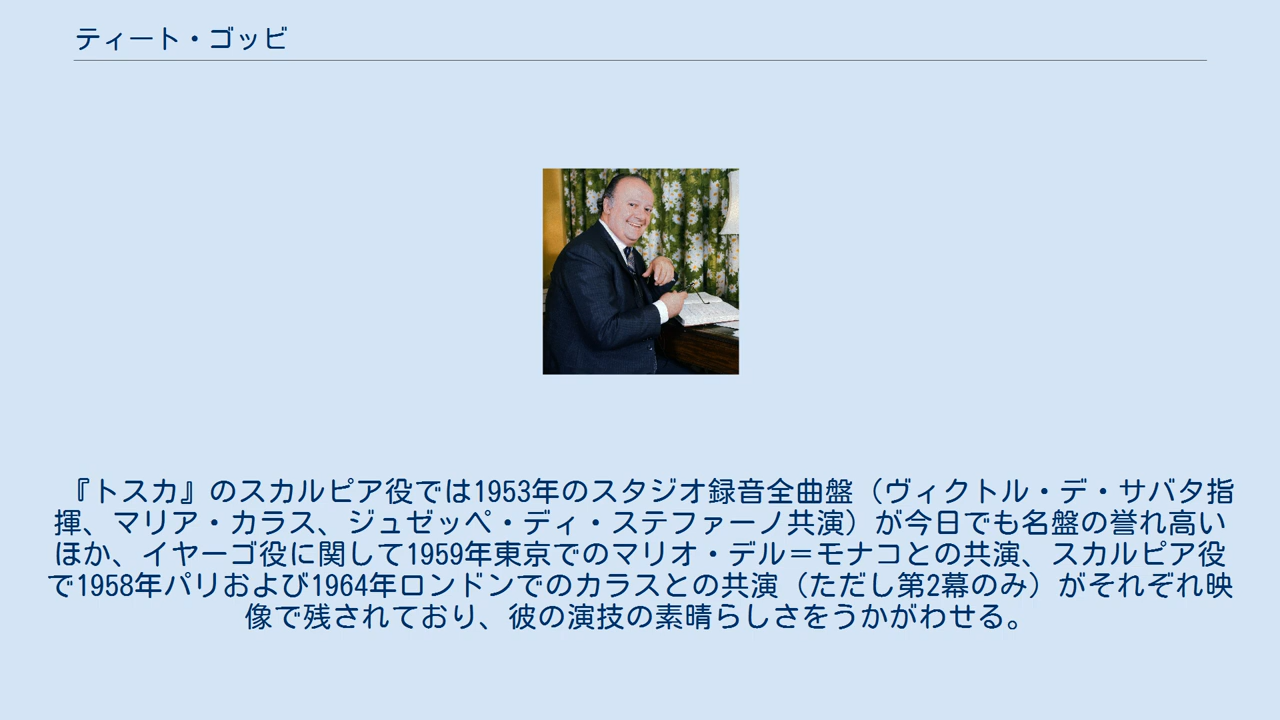 ティート・ゴッビ
『トスカ』のスカルピア役では1953年のスタジオ録音全曲盤（ヴィクトル・デ・サバタ指
揮、マリア・カラス、ジュゼッペ・ディ・ステファーノ共演）が今日でも名盤の誉れ高い
ほか、イヤーゴ役に関して1959年東京でのマリオ・デル＝モナコとの共演、スカルピア役
で1958年パリおよび1964年ロンドンでのカラスとの共演（ただし第2幕のみ）がそれぞれ映
像で残されており、彼の演技の素晴らしさをうかがわせる。